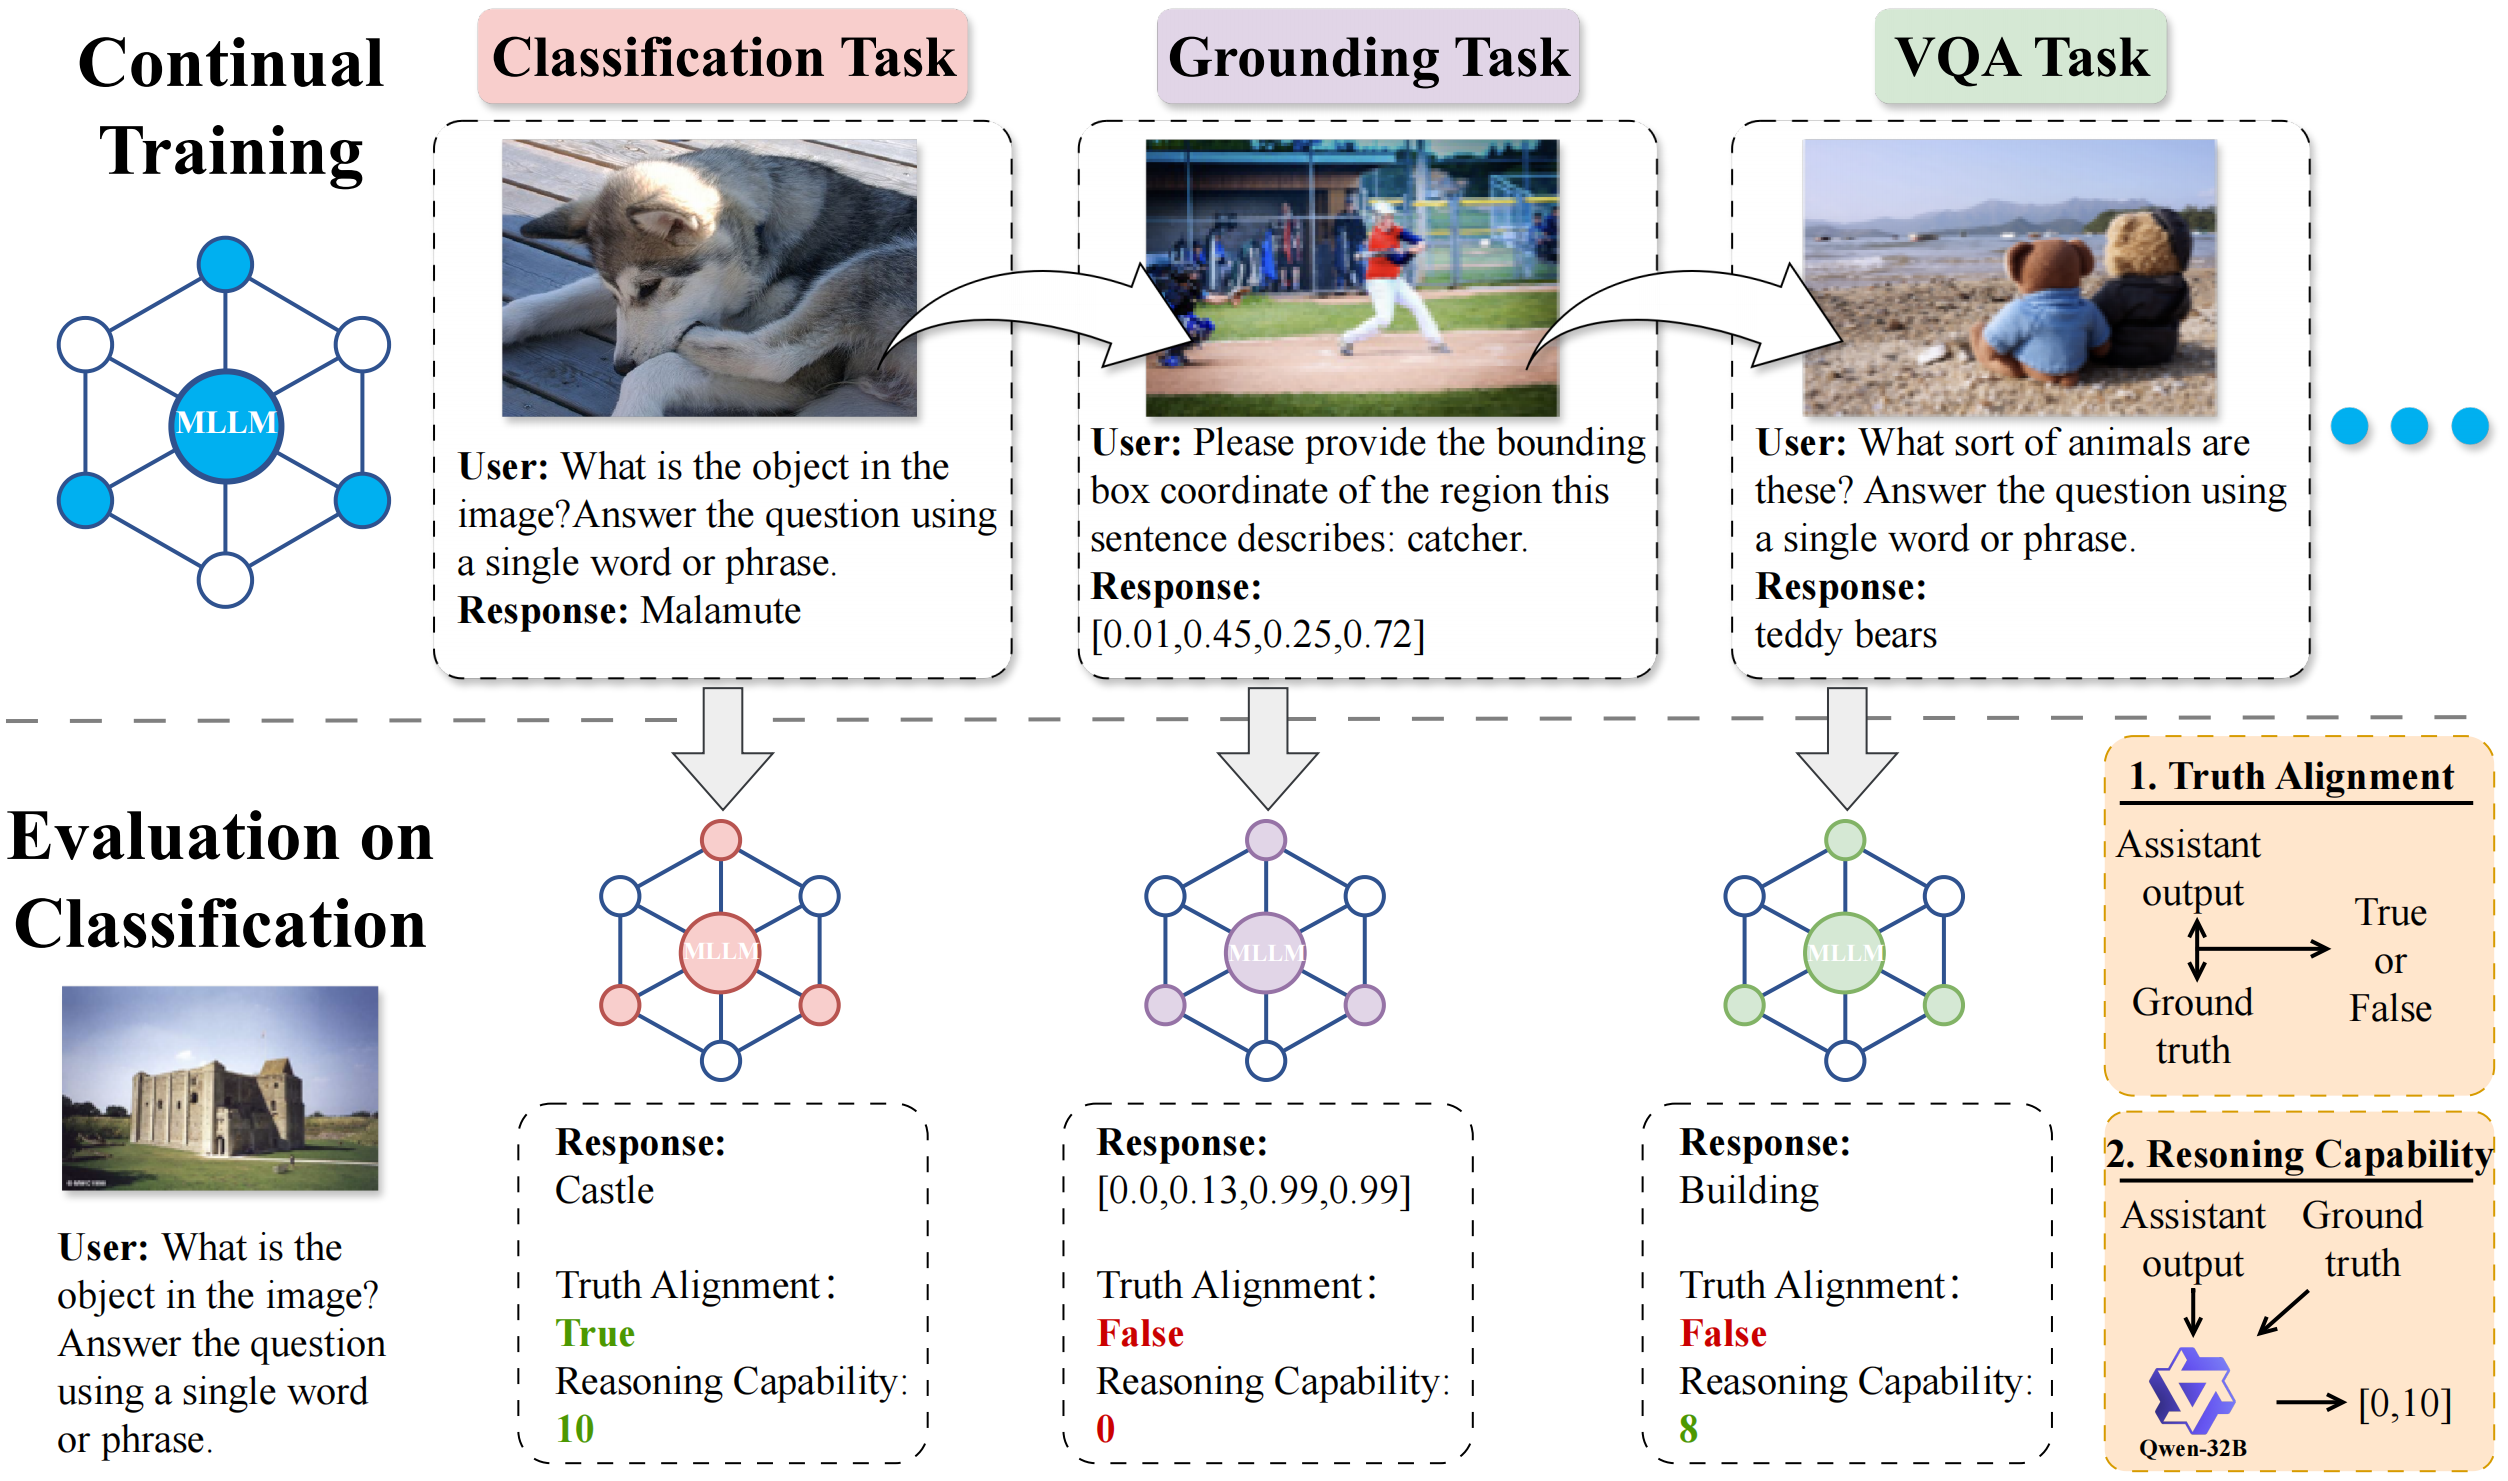 Continual
Training
Classification Task
Grounding Task
VQA Task
MLLM
User: What is the object in the
image?Answer the question using
a single word or phrase.
Response: Malamute
User: Please provide the bounding
box coordinate of the region this
sentence describes: catcher.
Response:
[0.01,0.45,0.25,0.72]
User: What sort of animals are
these? Answer the question using
a single word or phrase.
Response:
teddy bears
Evaluation on
Classification
User: What is the
object in the image?
Answer the question
using a single word
or phrase.
MLLM
Response:
Castle
Truth Alignment:
True
Reasoning Capability:
10
MLLM
Response:
[0.0,0.13,0.99,0.99]
Truth Alignment:
False
Reasoning Capability:
0
MLLM
Response:
Building
Truth Alignment:
False
Reasoning Capability:
8
1. Truth Alignment
Assistant
output
Ground
truth
True
or
False
2. Resoning Capability
Assistant
output
Ground
truth
Qwen-32B
[0,10]